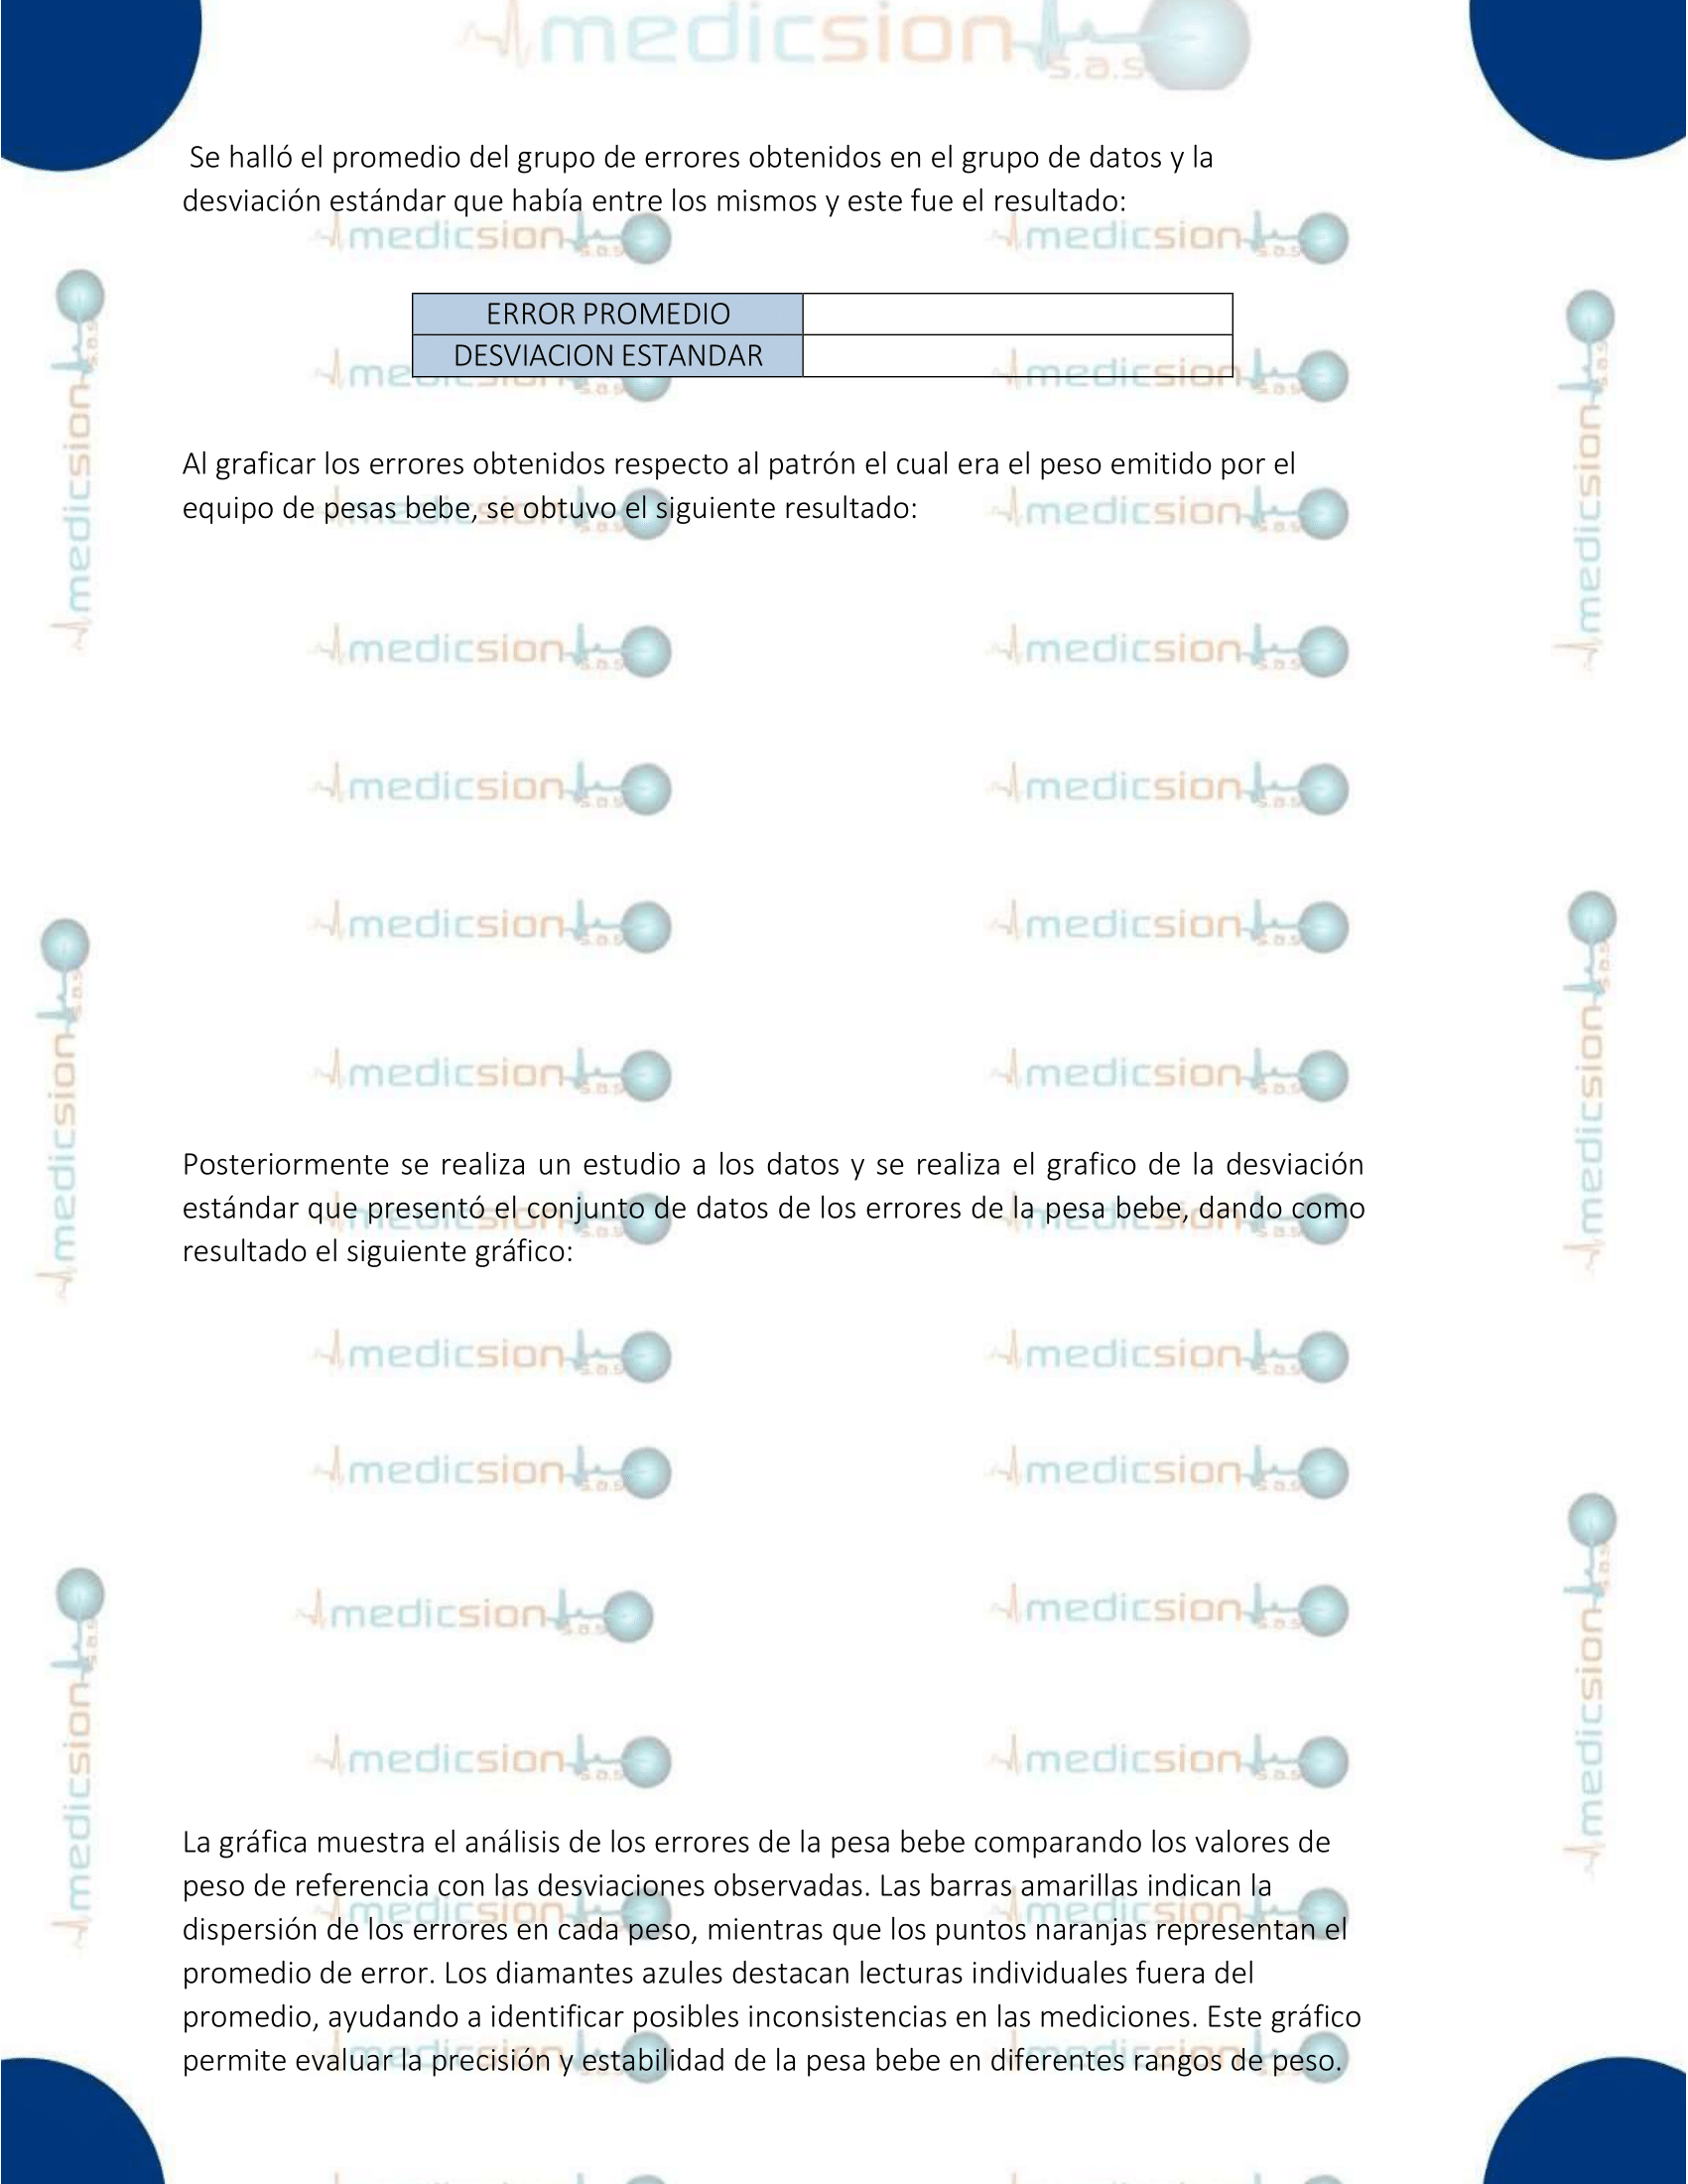 medicsion
s.a.s
Se halló el promedio del grupo de errores obtenidos en el grupo de datos y la
desviación estándar que había entre los mismos y este fue el resultado:
ERROR PROMEDIO
DESVIACION ESTANDAR
Al graficar los errores obtenidos respecto al patrón el cual era el peso emitido por el
equipo de pesas bebe, se obtuvo el siguiente resultado:
Posteriormente se realiza un estudio a los datos y se realiza el grafico de la desviación
estándar que presentó el conjunto de datos de los errores de la pesa bebe, dando como
resultado el siguiente gráfico:
La gráfica muestra el análisis de los errores de la pesa bebe comparando los valores de
peso de referencia con las desviaciones observadas. Las barras amarillas indican la
dispersión de los errores en cada peso, mientras que los puntos naranjas representan el
promedio de error. Los diamantes azules destacan lecturas individuales fuera del
promedio, ayudando a identificar posibles inconsistencias en las mediciones. Este gráfico
permite evaluar la precisión y estabilidad de la pesa bebe en diferentes rangos de peso.